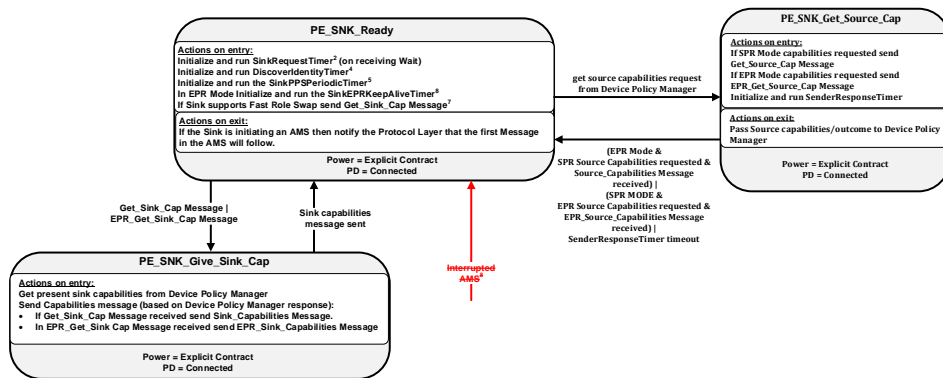 PE_SNK_Ready
Actions on entry:
Initialize and run SinkRequestTimer² (on receiving Wait)
Initialize and run DiscoverIdentityTimer⁴
Initialize and run the SinkPPSPeriodicTimer⁵
In EPR Mode Initialize and run the SinkEPRKeepAliveTimer⁸
If Sink supports Fast Role Swap send Get_Sink_Cap Message⁷
Actions on exit:
If the Sink is initiating an AMS then notify the Protocol Layer that the first Message
in the AMS will follow.
Power = Explicit Contract
PD = Connected
get source capabilities request
from Device Policy Manager
PE_SNK_Get_Source_Cap
Actions on entry:
If SPR Mode capabilities requested send
Get_Source_Cap Message
If EPR Mode capabilities requested send
EPR_Get_Source_Cap Message
Initialize and run SenderResponseTimer
Actions on exit:
Pass Source capabilities/outcome to Device Policy
Manager
Power = Explicit Contract
PD = Connected
(EPR Mode &
SPR Source Capabilities requested &
Source_Capabilities Message
received) |
(SPR MODE &
EPR Source Capabilities requested &
EPR_Source_Capabilities Message
received) |
SenderResponseTimer timeout
Get_Sink_Cap Message |
EPR_Get_Sink_Cap Message
Sink capabilities
message sent
Interrupted
AMS
PE_SNK_Give_Sink_Cap
Actions on entry:
Get present sink capabilities from Device Policy Manager
Send Capabilities message (based on Device Policy Manager response):
• If Get_Sink_Cap Message received send Sink_Capabilities Message.
• In EPR_Get_Sink Cap Message received send EPR_Sink_Capabilities Message
Power = Explicit Contract
PD = Connected